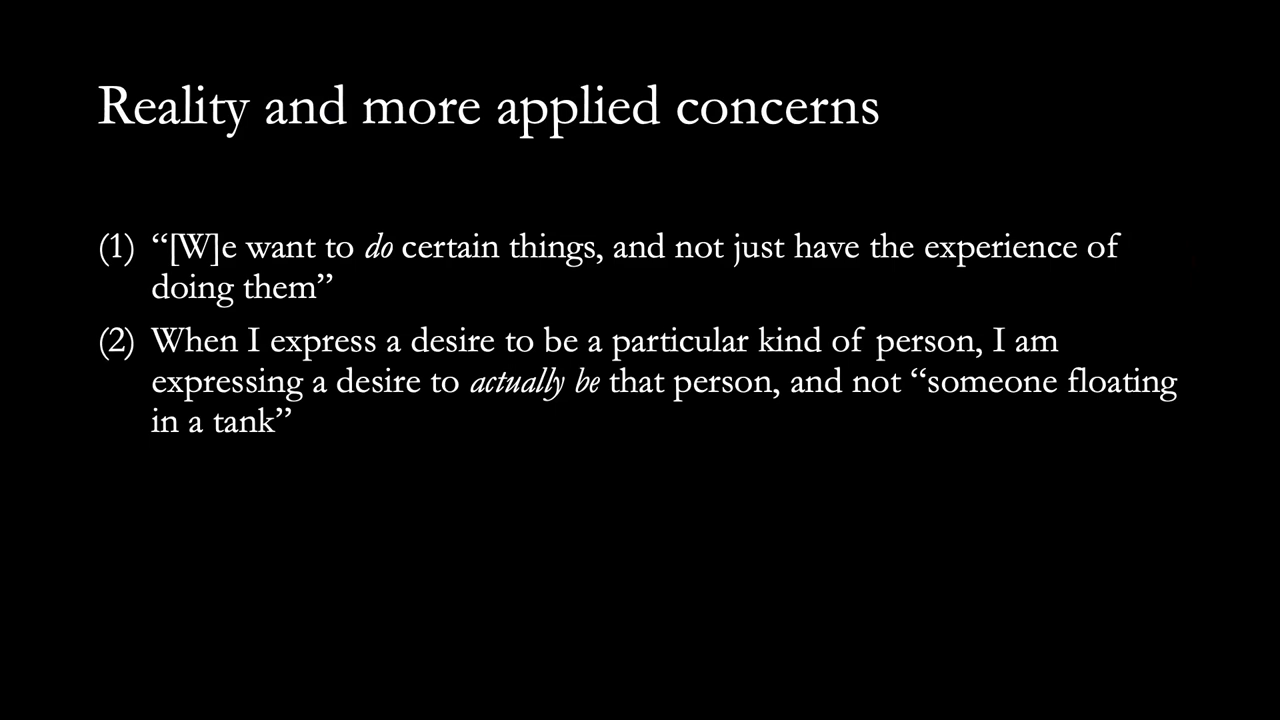 Reality and more applied concerns
(1) “[W]e want to do certain things, and not just have the experience of
doing them”
(2) When I express a desire to be a particular kind of person, I am
expressing a desire to actually be that person, and not “someone floating
in a tank”